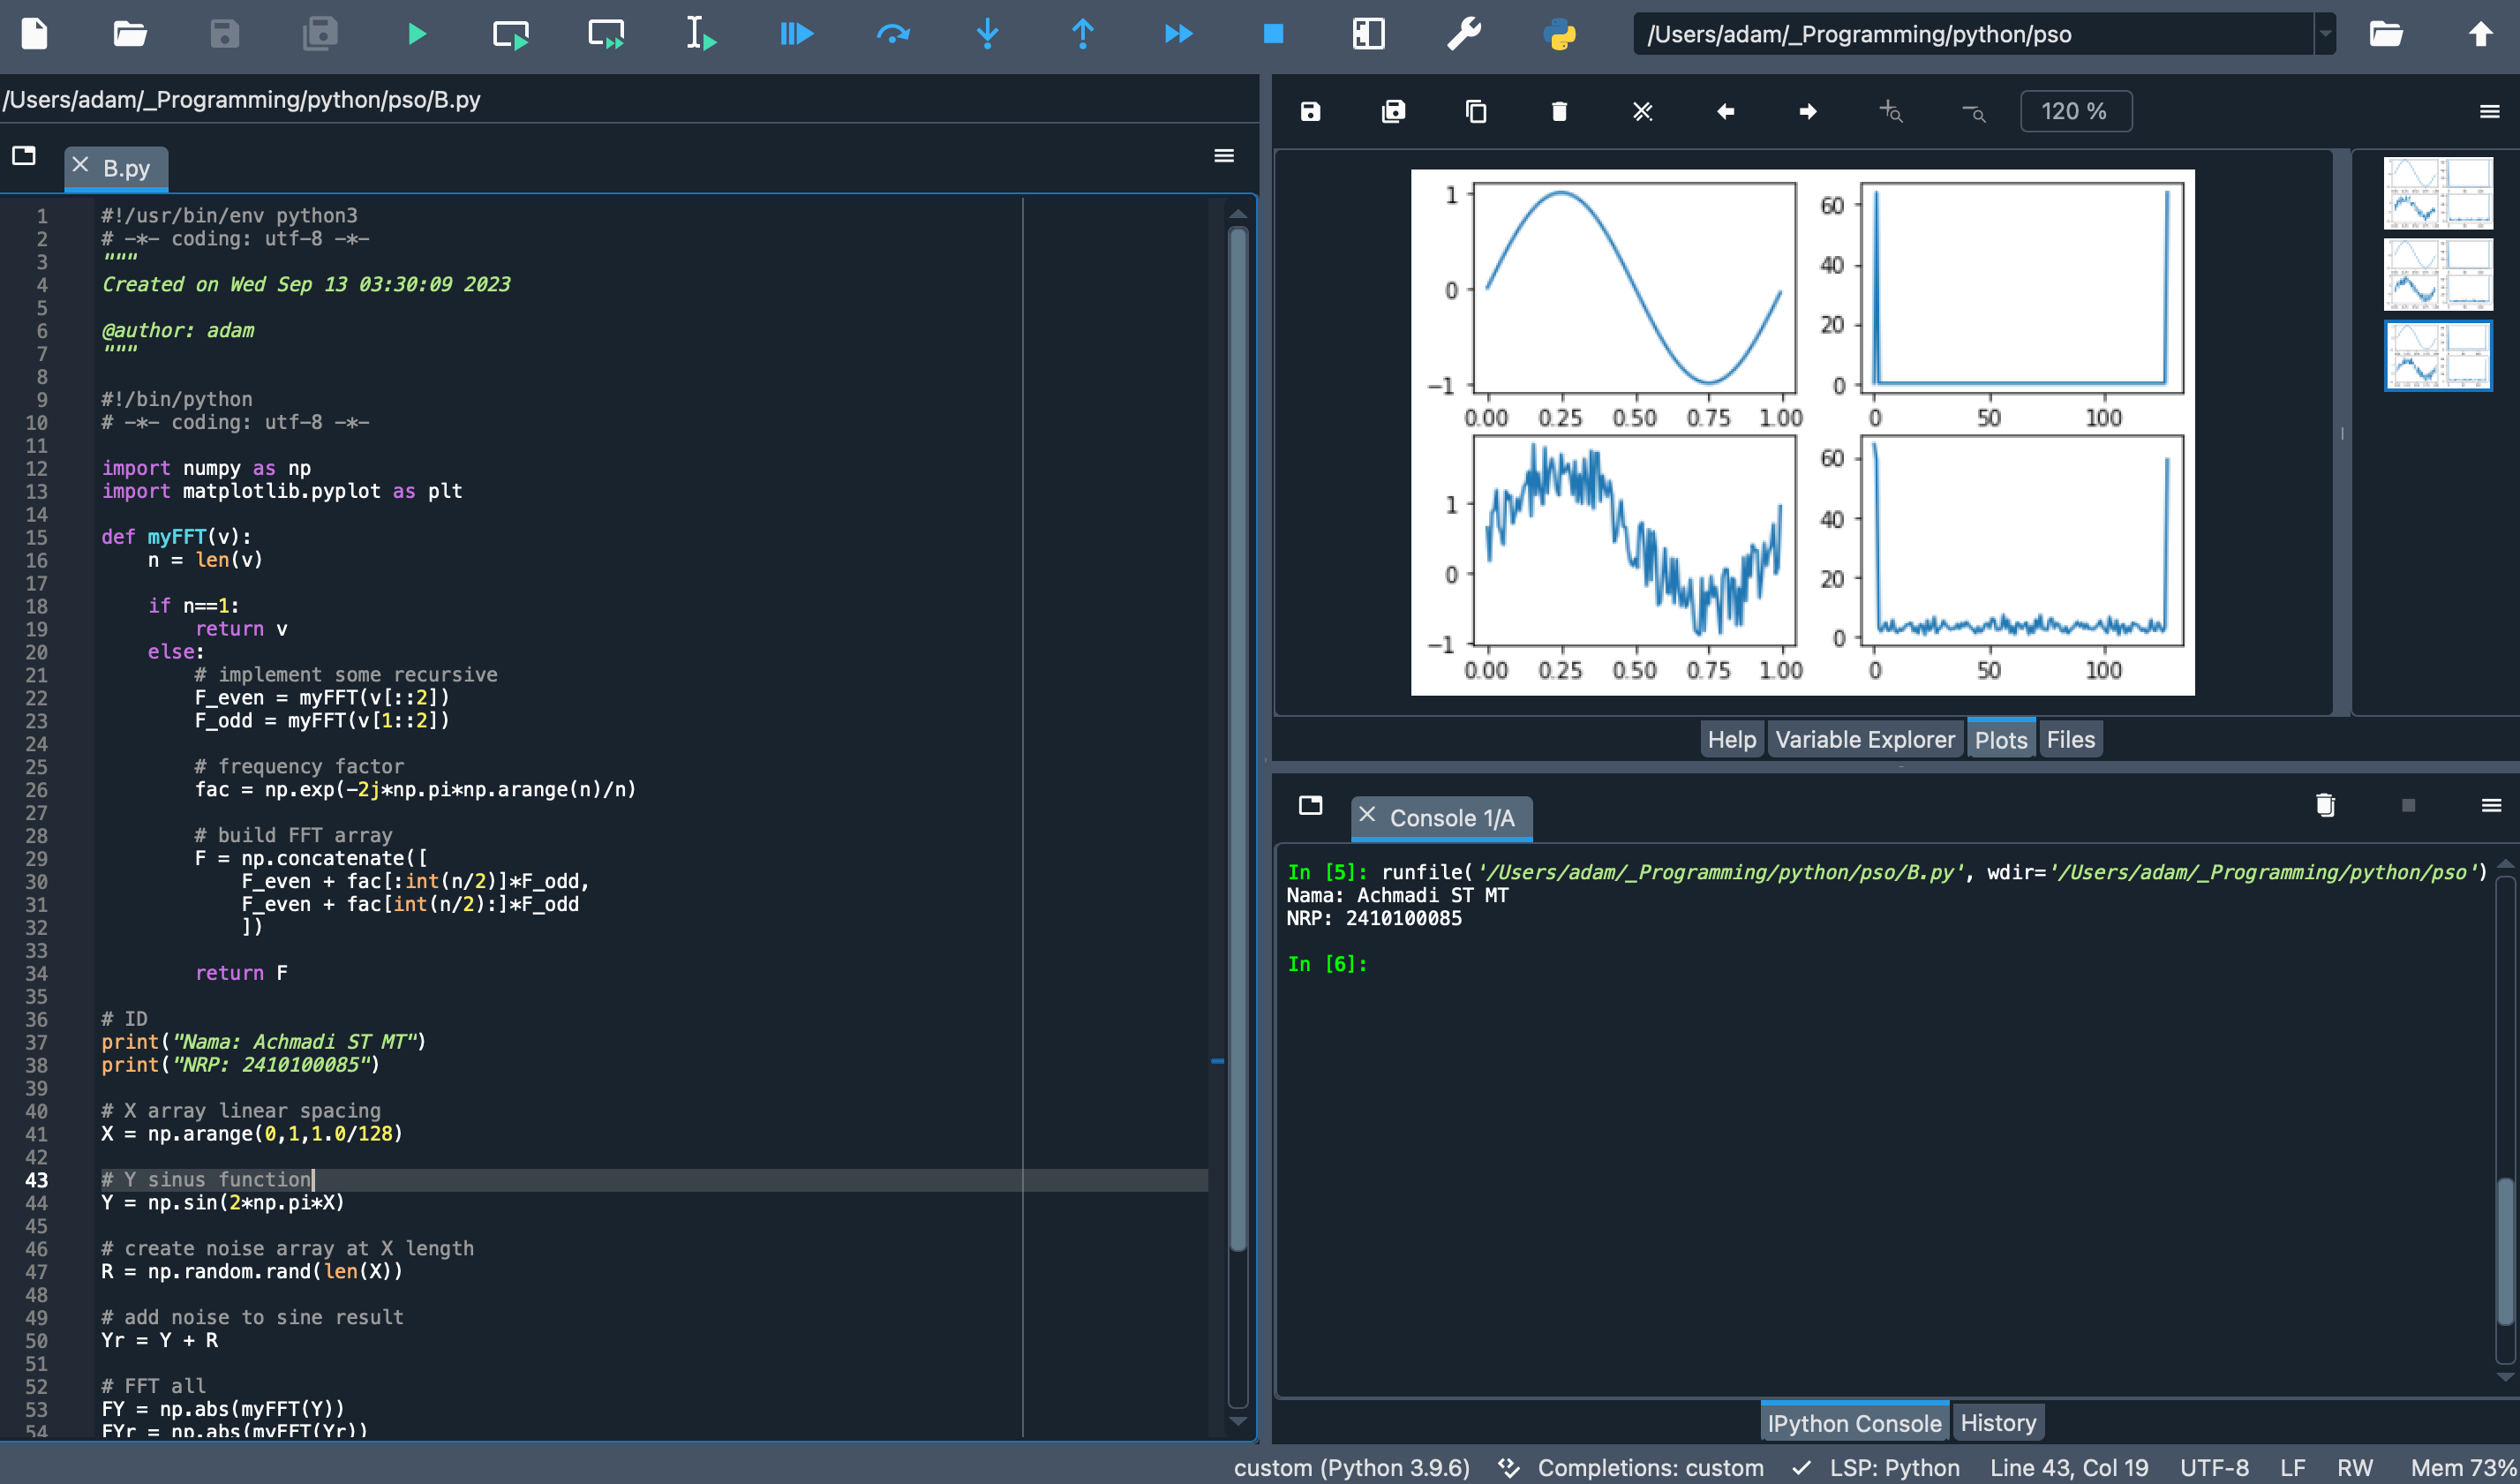 /Users/adam/_Programming/python/pso
/Users/adam/_Programming/python/pso/B.py
B.py
1 #!/usr/bin/env python3
2 # -*- coding: utf-8 -*-
3 """
4 Created on Wed Sep 13 03:30:09 2023
5
6 @author: adam
7 """
8
9 #!/bin/python
10 # -*- coding: utf-8 -*-
11
12 import numpy as np
13 import matplotlib.pyplot as plt
14
15 def myFFT(v):
16     n = len(v)
17
18     if n==1:
19         return v
20     else:
21         # implement some recursive
22         F_even = myFFT(v[::2])
23         F_odd = myFFT(v[1::2])
24
25         # frequency factor
26         fac = np.exp(-2j*np.pi*np.arange(n)/n)
27
28         # build FFT array
29         F = np.concatenate([
30             F_even + fac[:int(n/2)]*F_odd,
31             F_even + fac[int(n/2):]*F_odd
32             ])
33
34         return F
35
36 # ID
37 print("Nama: Achmadi ST MT")
38 print("NRP: 2410100085")
39
40 # X array linear spacing
41 X = np.arange(0,1,1.0/128)
42
43 # Y sinus function
44 Y = np.sin(2*np.pi*X)
45
46 # create noise array at X length
47 R = np.random.rand(len(X))
48
49 # add noise to sine result
50 Yr = Y + R
51
52 # FFT all
53 FY = np.abs(myFFT(Y))
54 FYr = np.abs(myFFT(Yr))
120 %
1
0
−1
0.00 0.25 0.50 0.75 1.00
60
40
20
0
0 50 100
1
0
−1
0.00 0.25 0.50 0.75 1.00
60
40
20
0
0 50 100
Help Variable Explorer Plots Files
Console 1/A
In [5]: runfile('/Users/adam/_Programming/python/pso/B.py', wdir='/Users/adam/_Programming/python/pso')
Nama: Achmadi ST MT
NRP: 2410100085
In [6]:
IPython Console History
custom (Python 3.9.6) Completions: custom LSP: Python Line 43, Col 19 UTF-8 LF RW Mem 73%